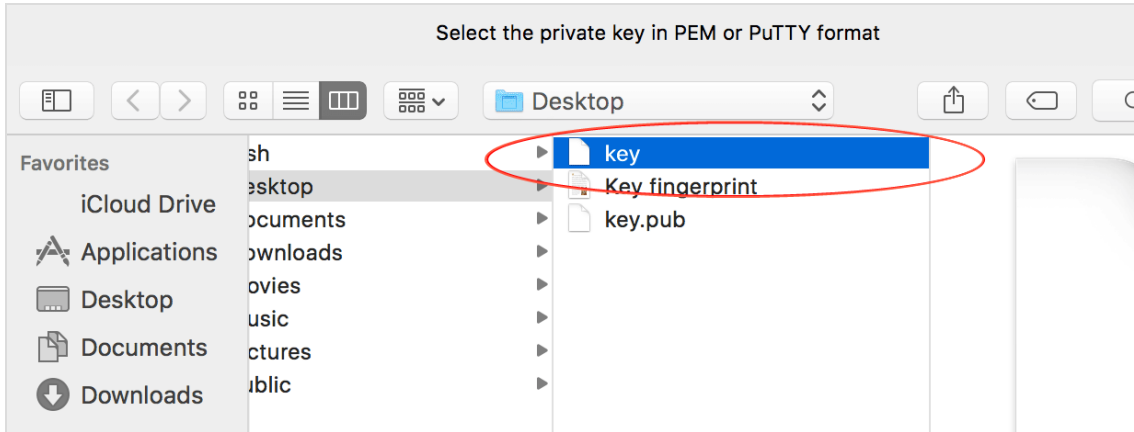 Select the private key in PEM or PuTTY format
Desktop
Favorites
iCloud Drive
Applications
Desktop
Documents
Downloads
sh
esktop
ocuments
ownloads
ovies
usic
ctures
ublic
key
Key fingerprint
key.pub